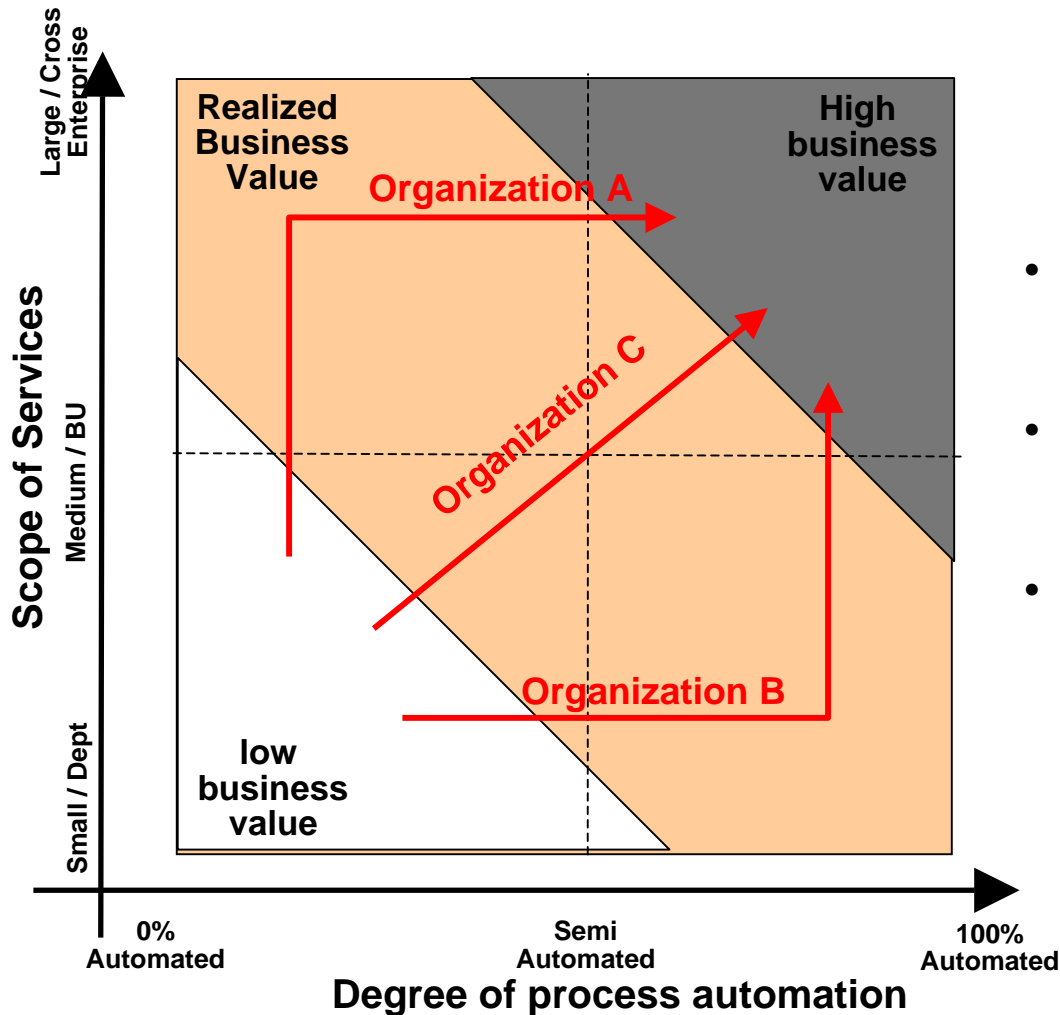 Large / Cross
Enterprise
Realized
Business
Value
High
business
value
Organization A
Scope of Services
Medium / BU
Organization C
Organization B
Small / Dept
low
business
value
0%
Automated
Semi
Automated
100%
Automated
Degree of process automation
•
•
•